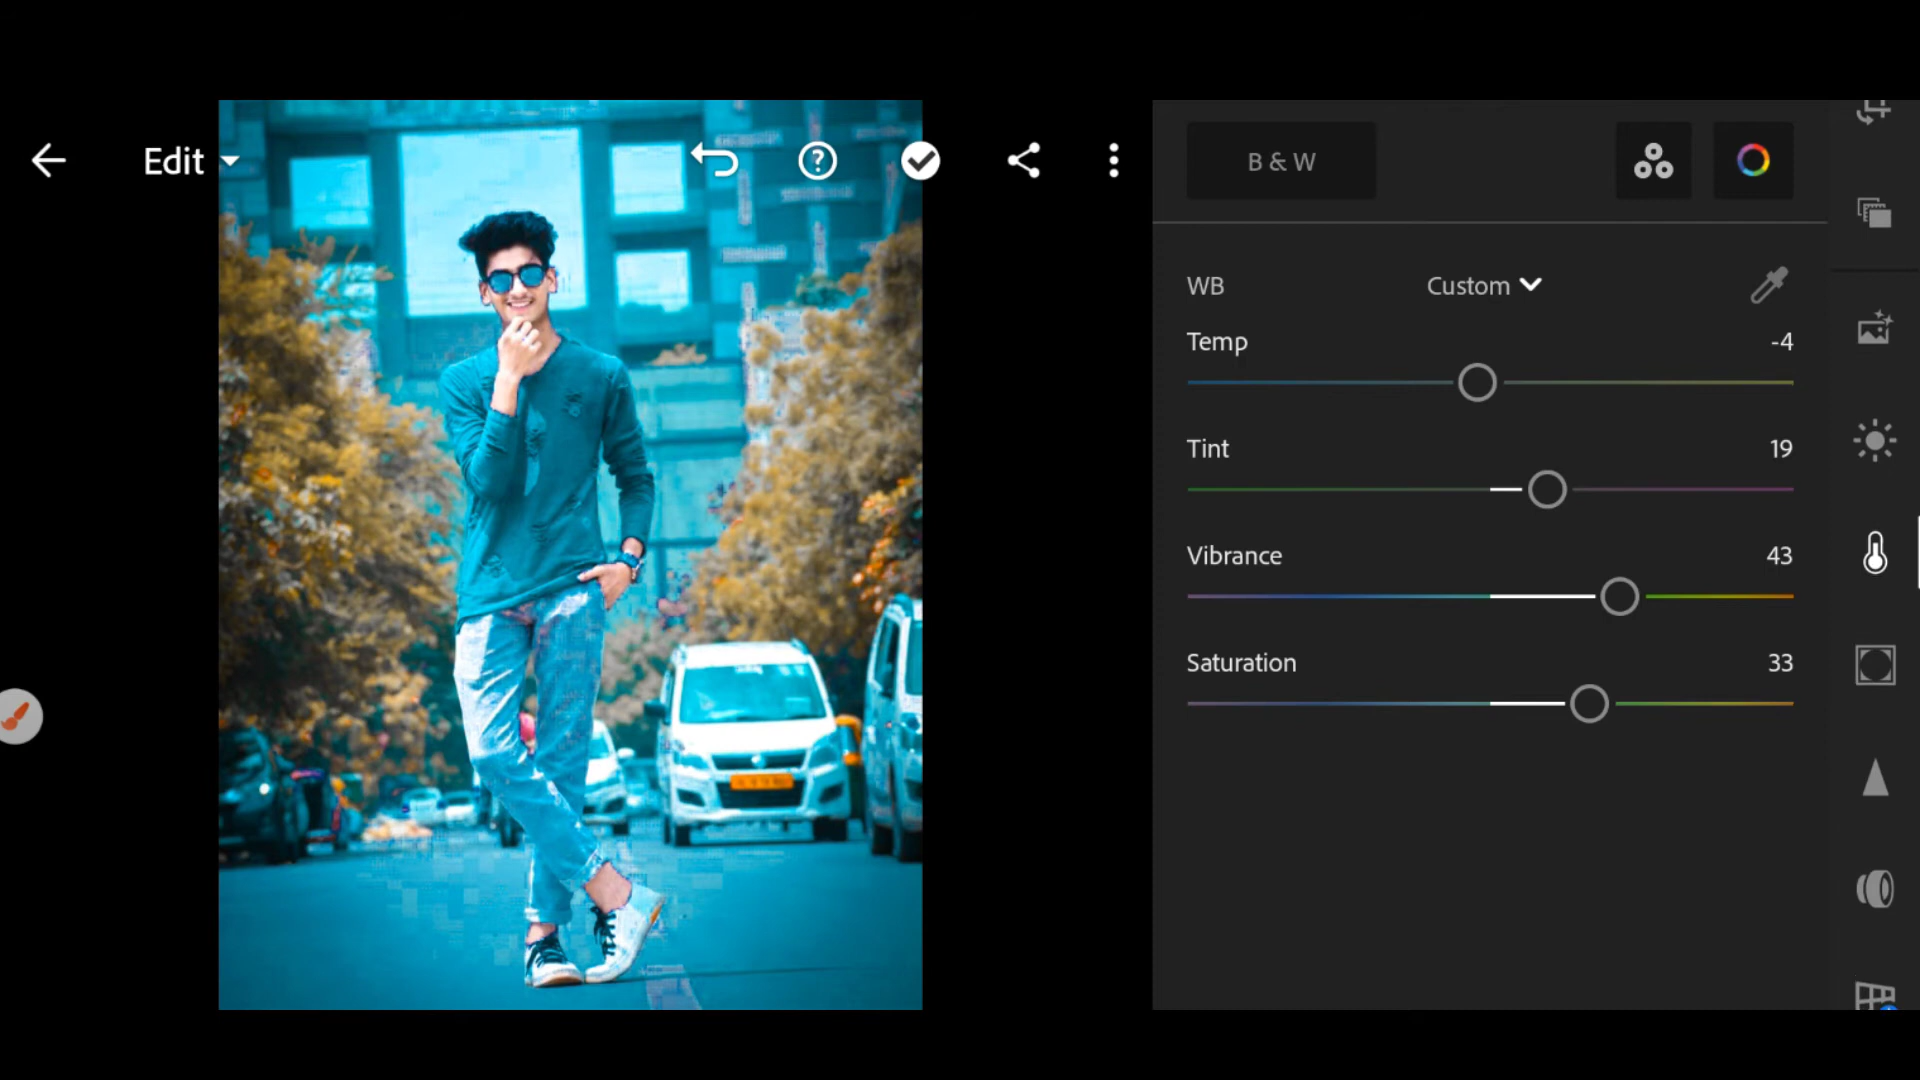 Edit
B & W
WB Custom
Temp -4
Tint 19
Vibrance 43
Saturation 33